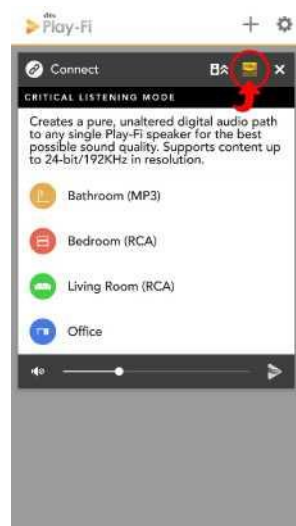 dts
Play-Fi
Connect
CRITICAL LISTENING MODE
Creates a pure, unaltered digital audio path
to any single Play-Fi speaker for the best
possible sound quality. Supports content up
to 24-bit/192KHz in resolution.
Bathroom (MP3)
Bedroom (RCA)
Living Room (RCA)
Office